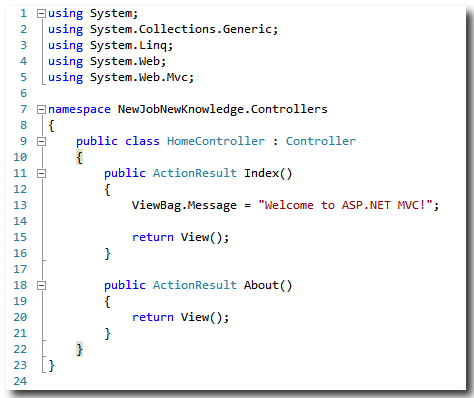 1 using System;
2 using System.Collections.Generic;
3 using System.Linq;
4 using System.Web;
5 using System.Web.Mvc;
6
7 namespace NewJobNewKnowledge.Controllers
8 {
9     public class HomeController : Controller
10     {
11         public ActionResult Index()
12         {
13             ViewBag.Message = "Welcome to ASP.NET MVC!";
14
15             return View();
16         }
17
18         public ActionResult About()
19         {
20             return View();
21         }
22     }
23 }
24